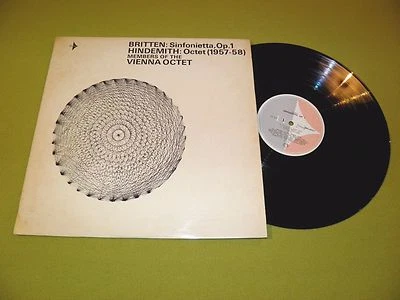 BRITTEN: Sinfonietta, Op.1
HINDEMITH: Octet (1957-58)
MEMBERS OF THE
VIENNA OCTET